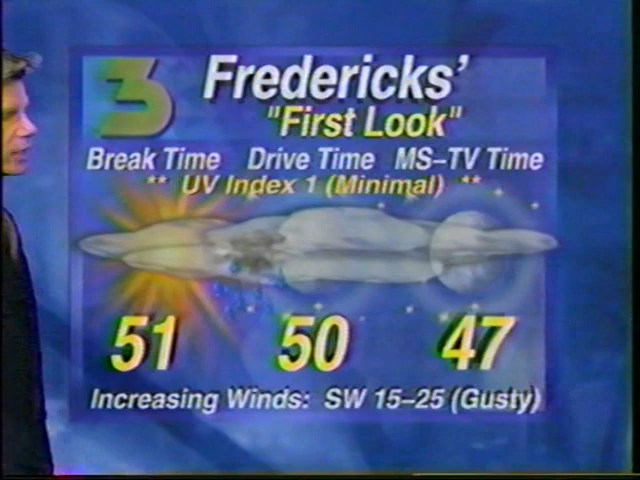 3
Fredericks'
"First Look"
Break Time Drive Time MS-TV Time
** UV Index 1 (Minimal) **
51 50 47
Increasing Winds: SW 15-25 (Gusty)